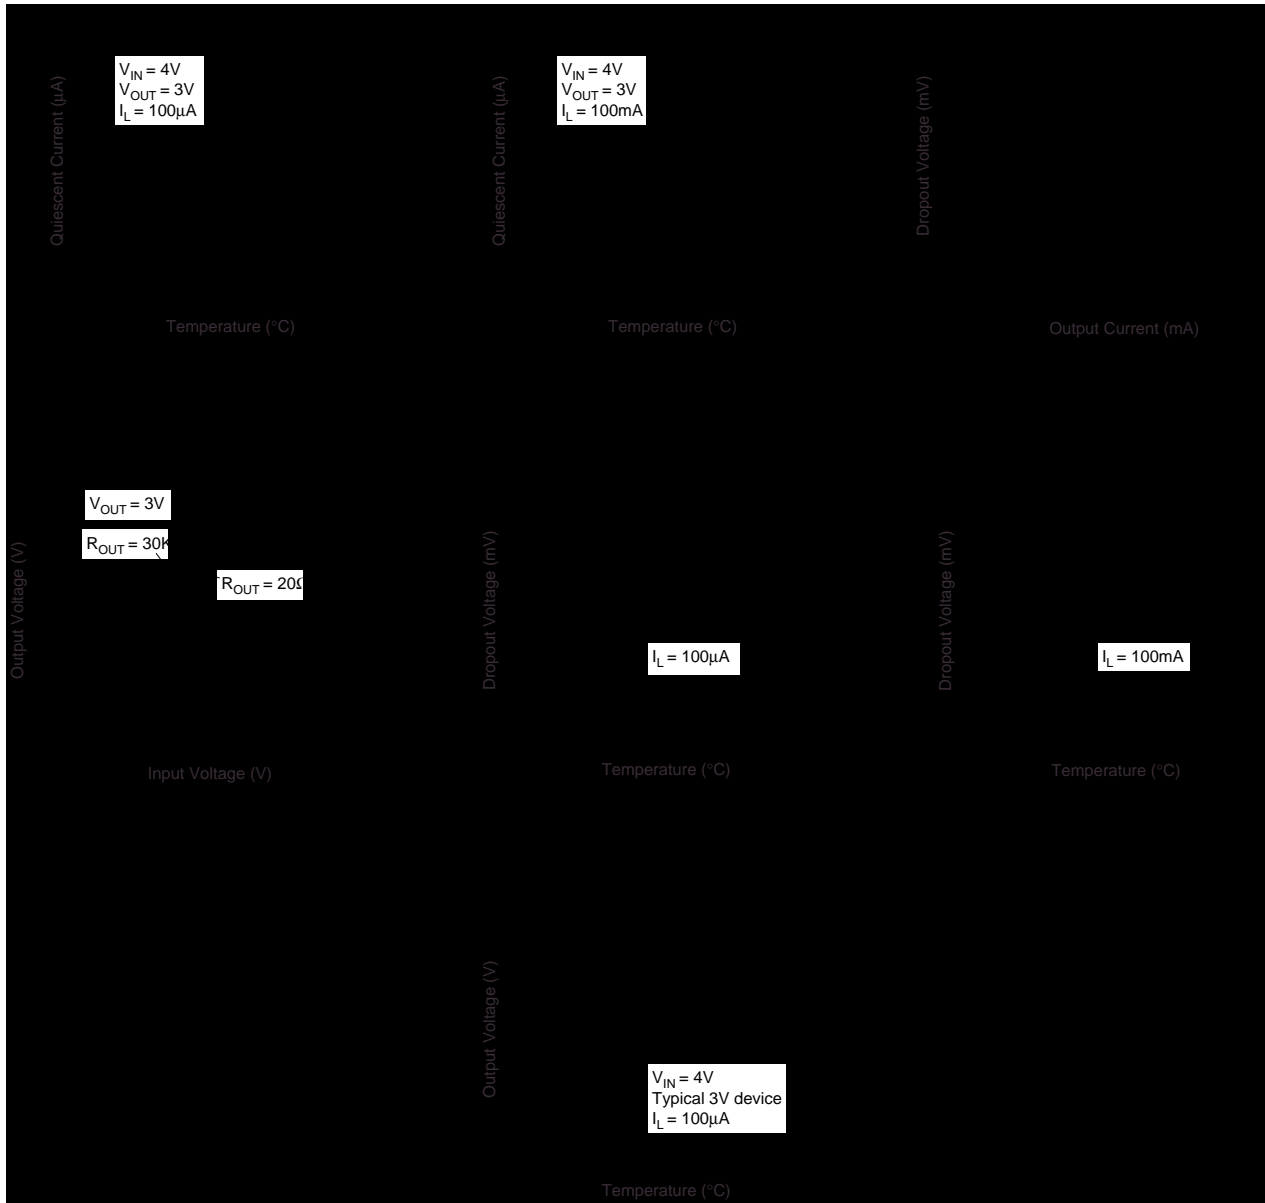 Quiescent Current (µA)
V_IN = 4V
V_OUT = 3V
I_L = 100µA
Temperature (°C)
Quiescent Current (µA)
V_IN = 4V
V_OUT = 3V
I_L = 100mA
Temperature (°C)
Dropout Voltage (mV)
Output Current (mA)
Output Voltage (V)
V_OUT = 3V
R_OUT = 30K
R_OUT = 20Ω
Input Voltage (V)
Dropout Voltage (mV)
I_L = 100µA
Temperature (°C)
Dropout Voltage (mV)
I_L = 100mA
Temperature (°C)
Output Voltage (V)
V_IN = 4V
Typical 3V device
I_L = 100µA
Temperature (°C)